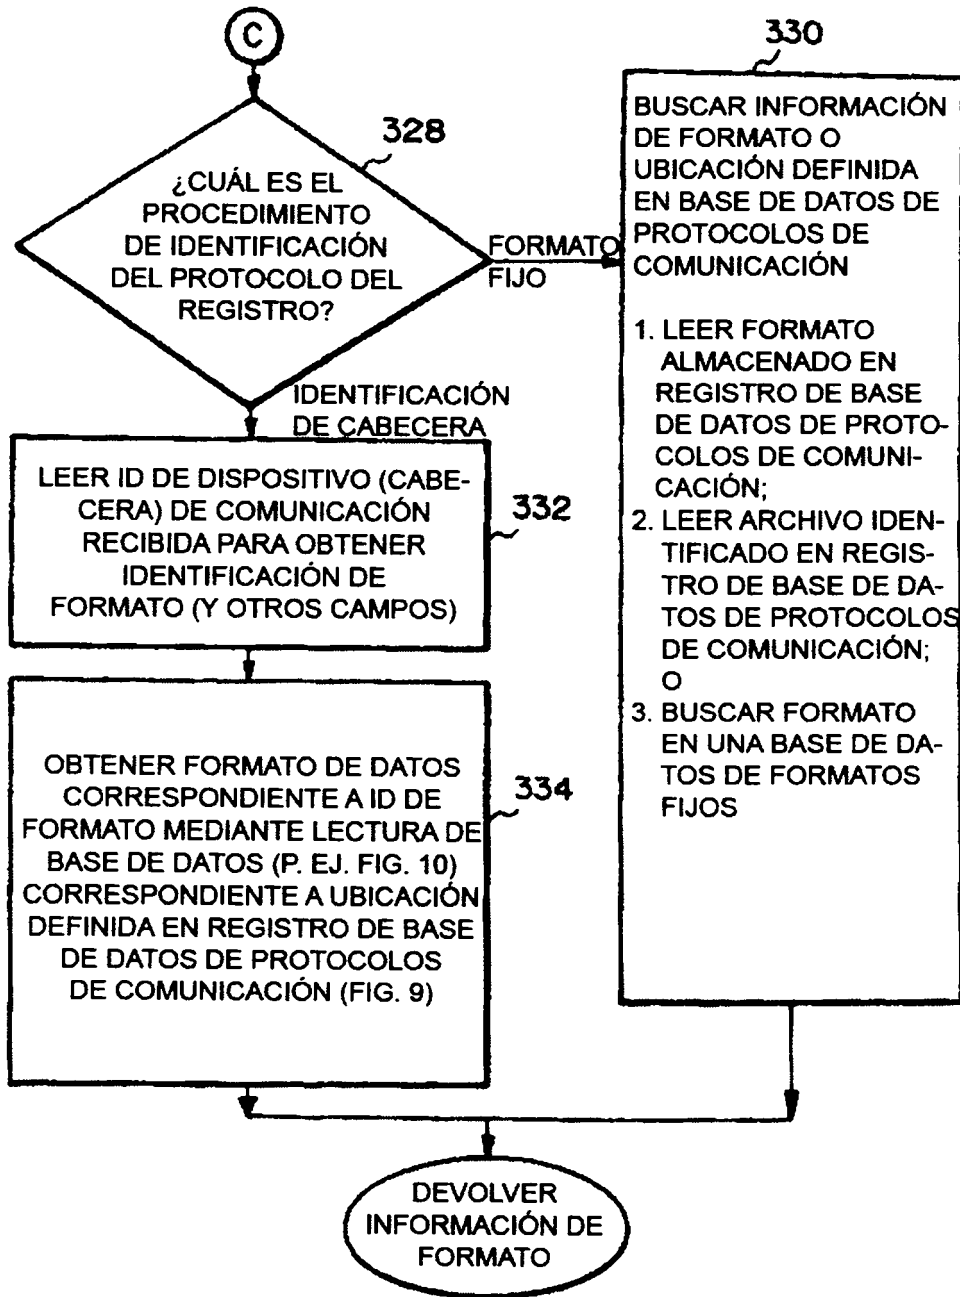 C
328
¿CUÁL ES EL
PROCEDIMIENTO
DE IDENTIFICACIÓN
DEL PROTOCOLO DEL
REGISTRO?
FORMATO
FIJO
IDENTIFICACIÓN
DE CABECERA
330
BUSCAR INFORMACIÓN
DE FORMATO O
UBICACIÓN DEFINIDA
EN BASE DE DATOS DE
PROTOCOLOS DE
COMUNICACIÓN
1. LEER FORMATO
ALMACENADO EN
REGISTRO DE BASE
DE DATOS DE PROTO-
COLOS DE COMUNI-
CACIÓN;
2. LEER ARCHIVO IDEN-
TIFICADO EN REGIS-
TRO DE BASE DE DA-
TOS DE PROTOCOLOS
DE COMUNICACIÓN;
O
3. BUSCAR FORMATO
EN UNA BASE DE DA-
TOS DE FORMATOS
FIJOS
332
LEER ID DE DISPOSITIVO (CABE-
CERA) DE COMUNICACIÓN
RECIBIDA PARA OBTENER
IDENTIFICACIÓN DE
FORMATO (Y OTROS CAMPOS)
334
OBTENER FORMATO DE DATOS
CORRESPONDIENTE A ID DE
FORMATO MEDIANTE LECTURA DE
BASE DE DATOS (P. EJ. FIG. 10)
CORRESPONDIENTE A UBICACIÓN
DEFINIDA EN REGISTRO DE BASE
DE DATOS DE PROTOCOLOS
DE COMUNICACIÓN (FIG. 9)
DEVOLVER
INFORMACIÓN DE
FORMATO